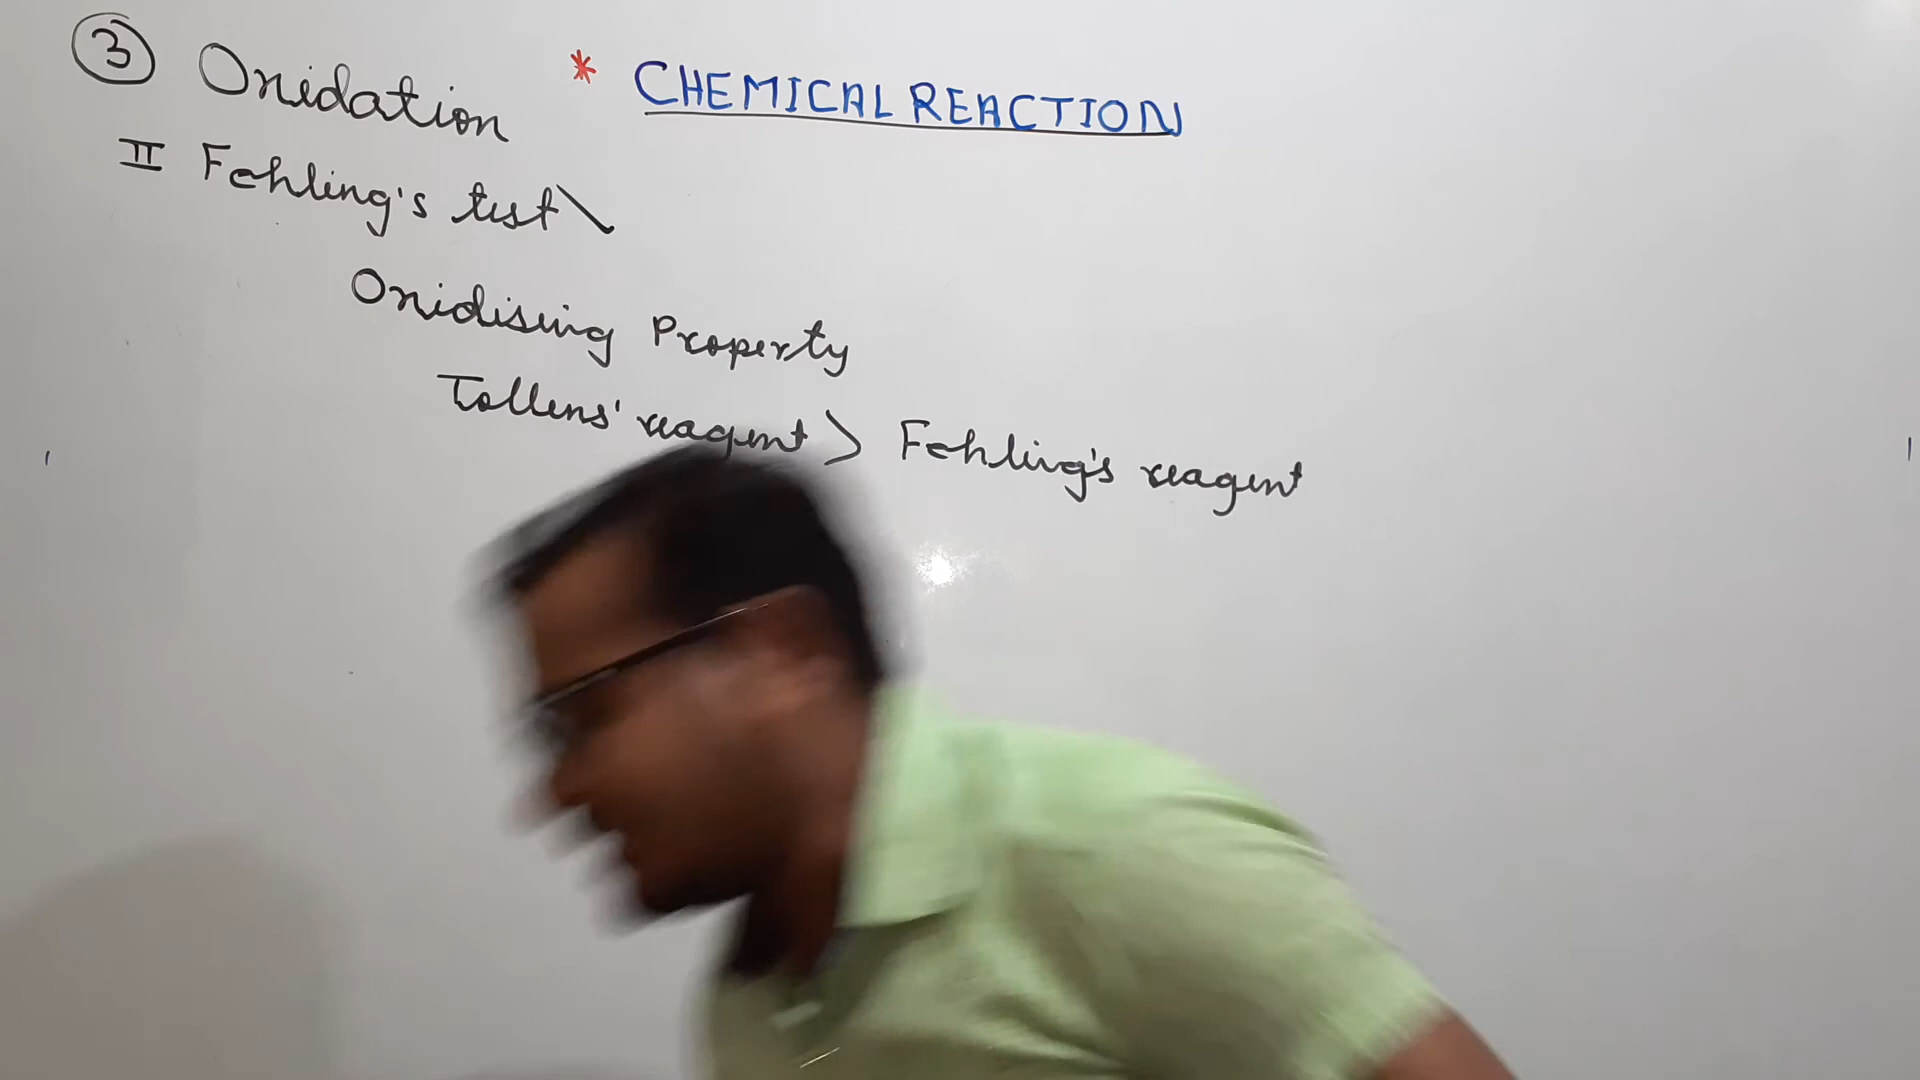 ③ Oxidation * CHEMICAL REACTION
II Fehling's test \
Oxidising Property
Tollens' reagent > Fehling's reagent